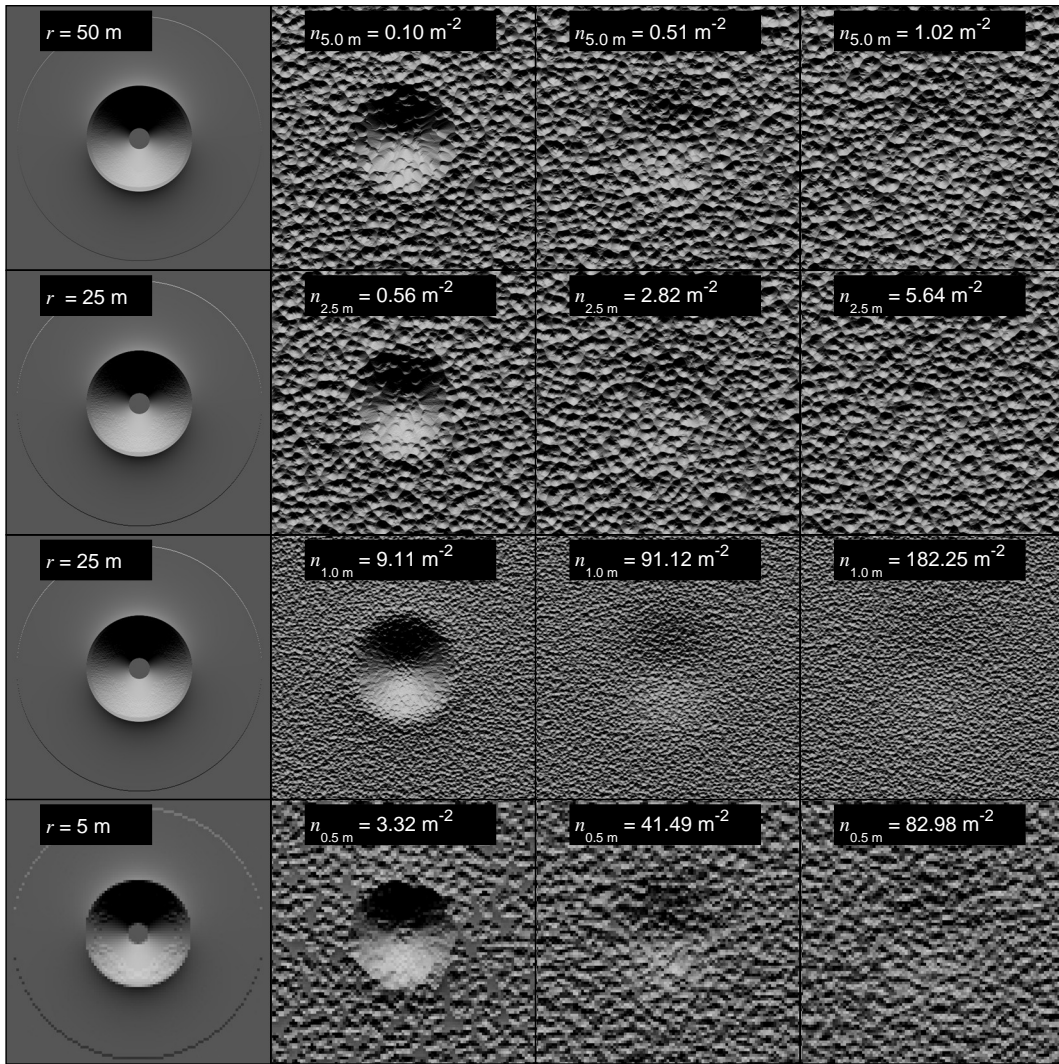 r = 50 m
n5.0 m = 0.10 m-2
n5.0 m = 0.51 m-2
n5.0 m = 1.02 m-2
r = 25 m
n2.5 m = 0.56 m-2
n2.5 m = 2.82 m-2
n2.5 m = 5.64 m-2
r = 25 m
n1.0 m = 9.11 m-2
n1.0 m = 91.12 m-2
n1.0 m = 182.25 m-2
r = 5 m
n0.5 m = 3.32 m-2
n0.5 m = 41.49 m-2
n0.5 m = 82.98 m-2